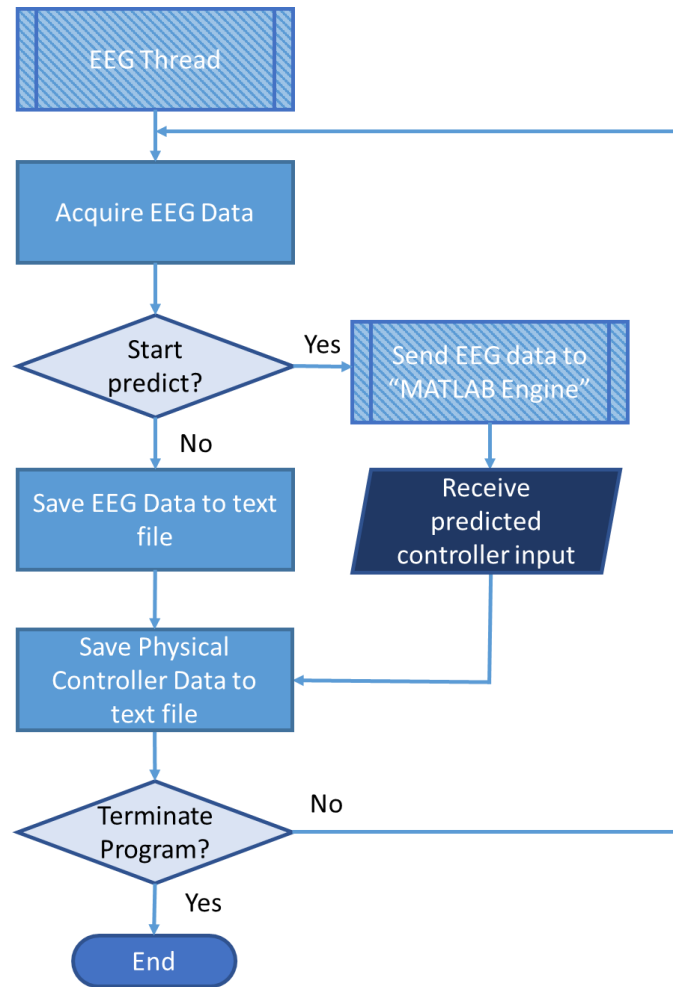 EEG Thread
Acquire EEG Data
Start
predict?
Yes
Send EEG data to
“MATLAB Engine”
No
Save EEG Data to text
file
Receive
predicted
controller input
Save Physical
Controller Data to
text file
Terminate
Program?
No
Yes
End